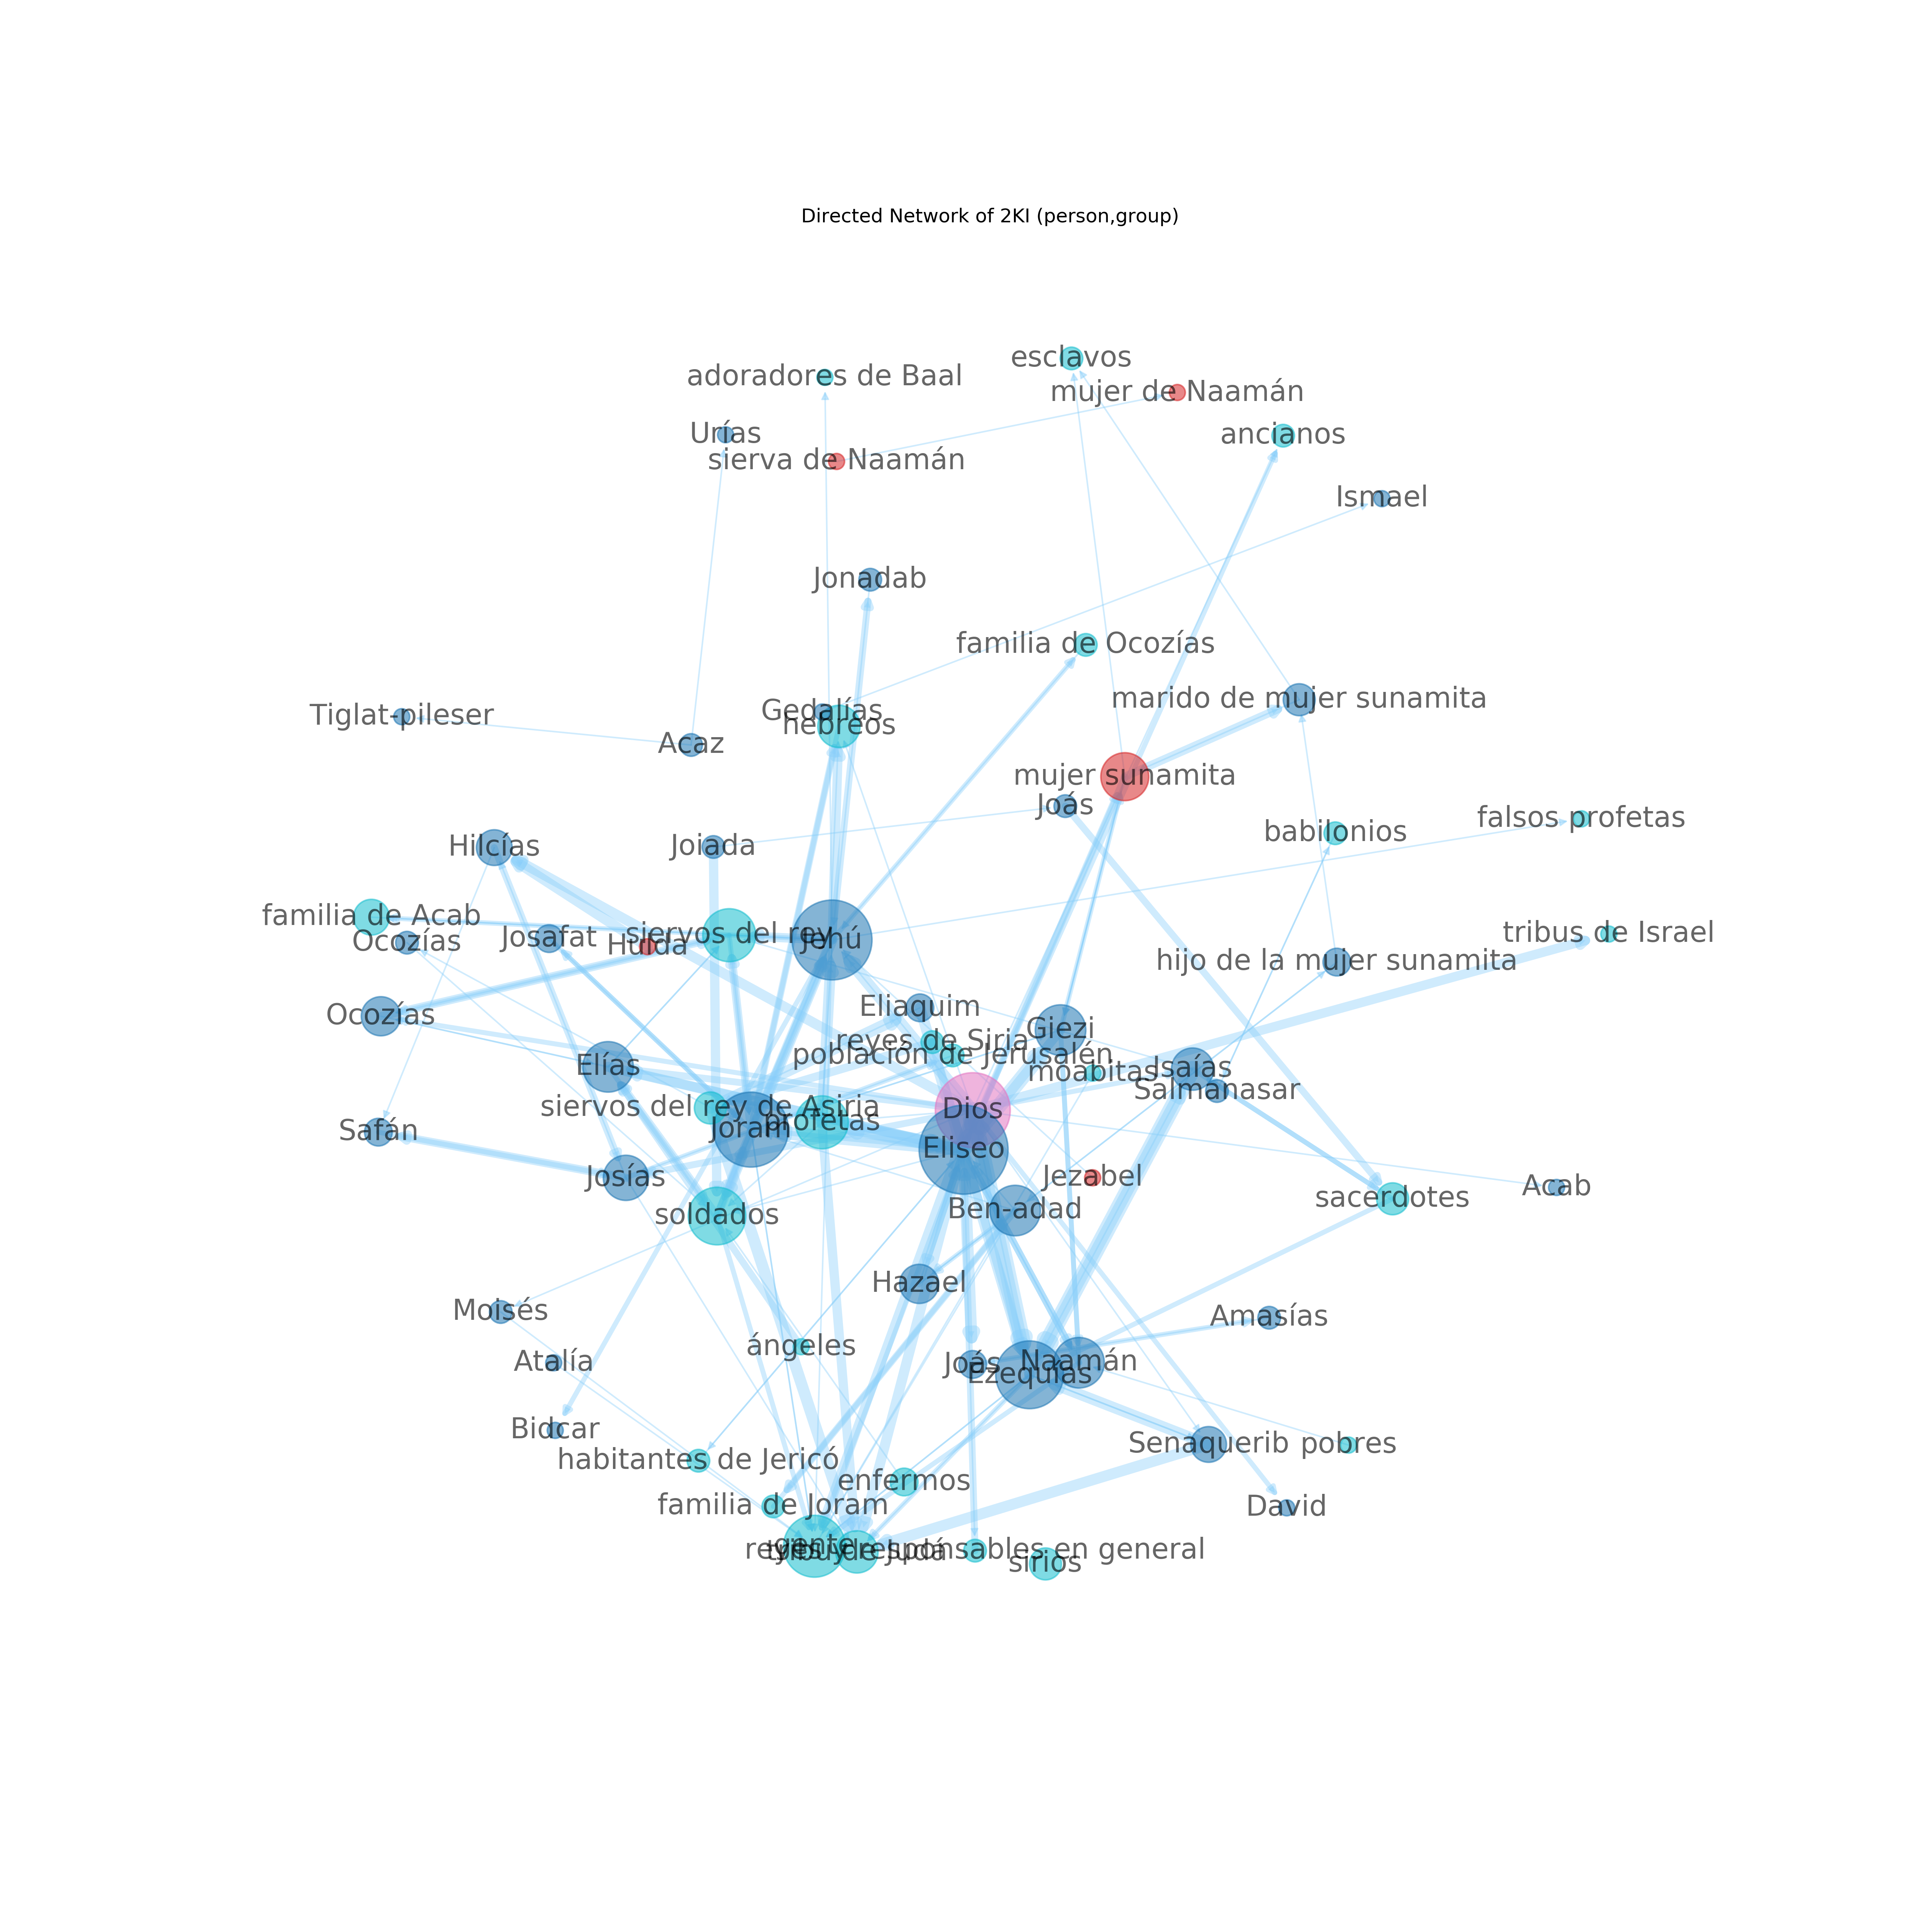 Directed Network of 2KI (person,group)
esclavos
adoradores de Baal
mujer de Naamán
Urías
ancianos
sierva de Naamán
Ismael
Jonadab
familia de Ocozías
marido de mujer sunamita
Gedalías
hebreos
Tiglat-pileser
Acaz
mujer sunamita
Joás
falsos profetas
babilonios
Hilcías
Joiada
familia de Acab
siervos del rey
tribus de Israel
Jehú
Josafat
Ocozías
Hulda
hijo de la mujer sunamita
Eliaquim
Ocozías
Giezi
reyes de Siria
población de Jerusalén
Elías
Isaías
moabitas
Salmanasar
siervos del rey de Asiria
Dios
profetas
Joram
Safán
Eliseo
Josías
Jezabel
Acab
sacerdotes
Ben-adad
soldados
Hazael
Moisés
Amasías
ángeles
Atalía
Joás
Naamán
Ezequías
Bidcar
Senaquerib
pobres
habitantes de Jericó
enfermos
familia de Joram
David
gente
reyes y responsables en general
tribu de Judá
sirios